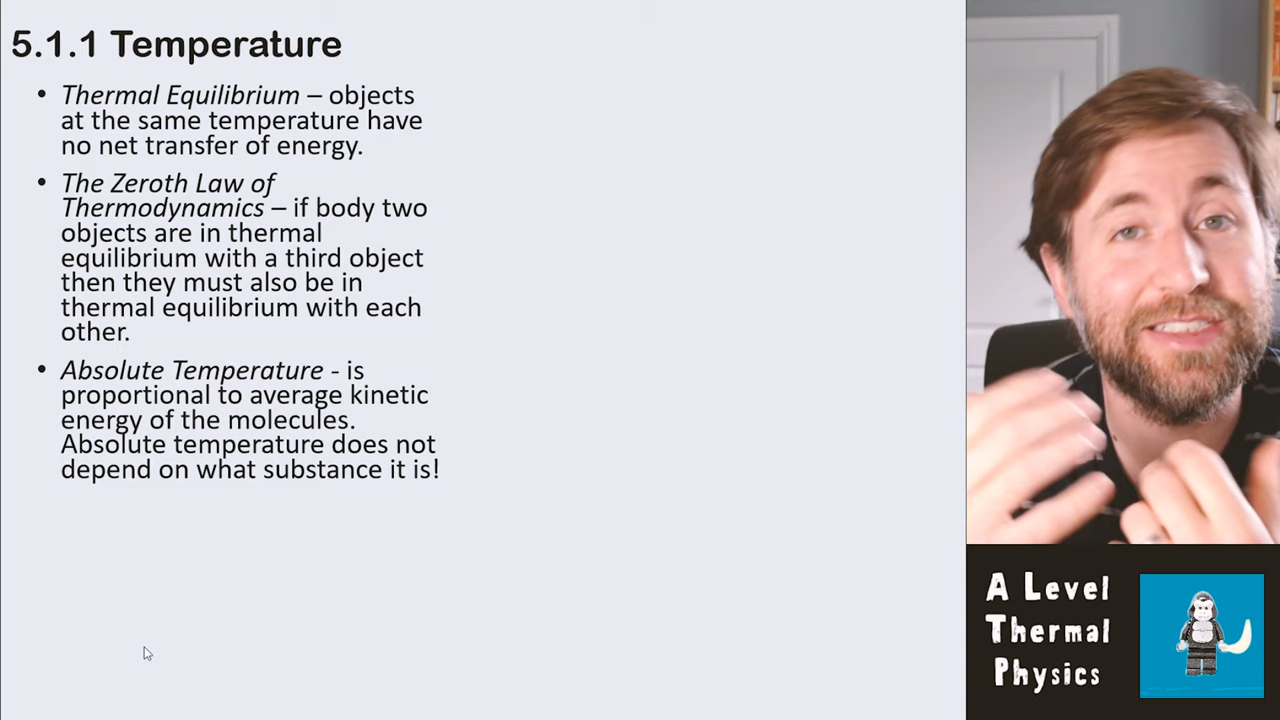 5.1.1 Temperature
• Thermal Equilibrium – objects
at the same temperature have
no net transfer of energy.
• The Zeroth Law of
Thermodynamics – if body two
objects are in thermal
equilibrium with a third object
then they must also be in
thermal equilibrium with each
other.
• Absolute Temperature - is
proportional to average kinetic
energy of the molecules.
Absolute temperature does not
depend on what substance it is!
A Level
Thermal
Physics